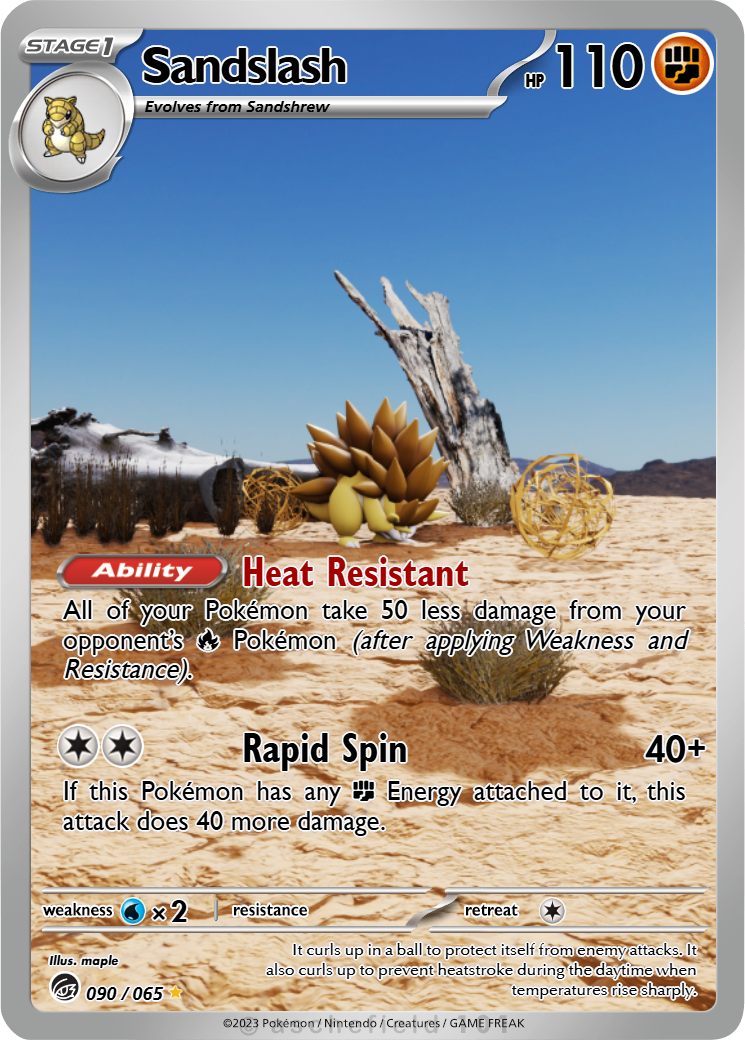 STAGE1
Sandslash
HP 110
Evolves from Sandshrew
Ability Heat Resistant
All of your Pokémon take 50 less damage from your
opponent's Pokémon (after applying Weakness and
Resistance).
Rapid Spin 40+
If this Pokémon has any Energy attached to it, this
attack does 40 more damage.
weakness ×2 resistance retreat
It curls up in a ball to protect itself from enemy attacks. It
also curls up to prevent heatstroke during the daytime when
temperatures rise sharply.
Illus. maple
090 / 065
©2023 Pokémon / Nintendo / Creatures / GAME FREAK